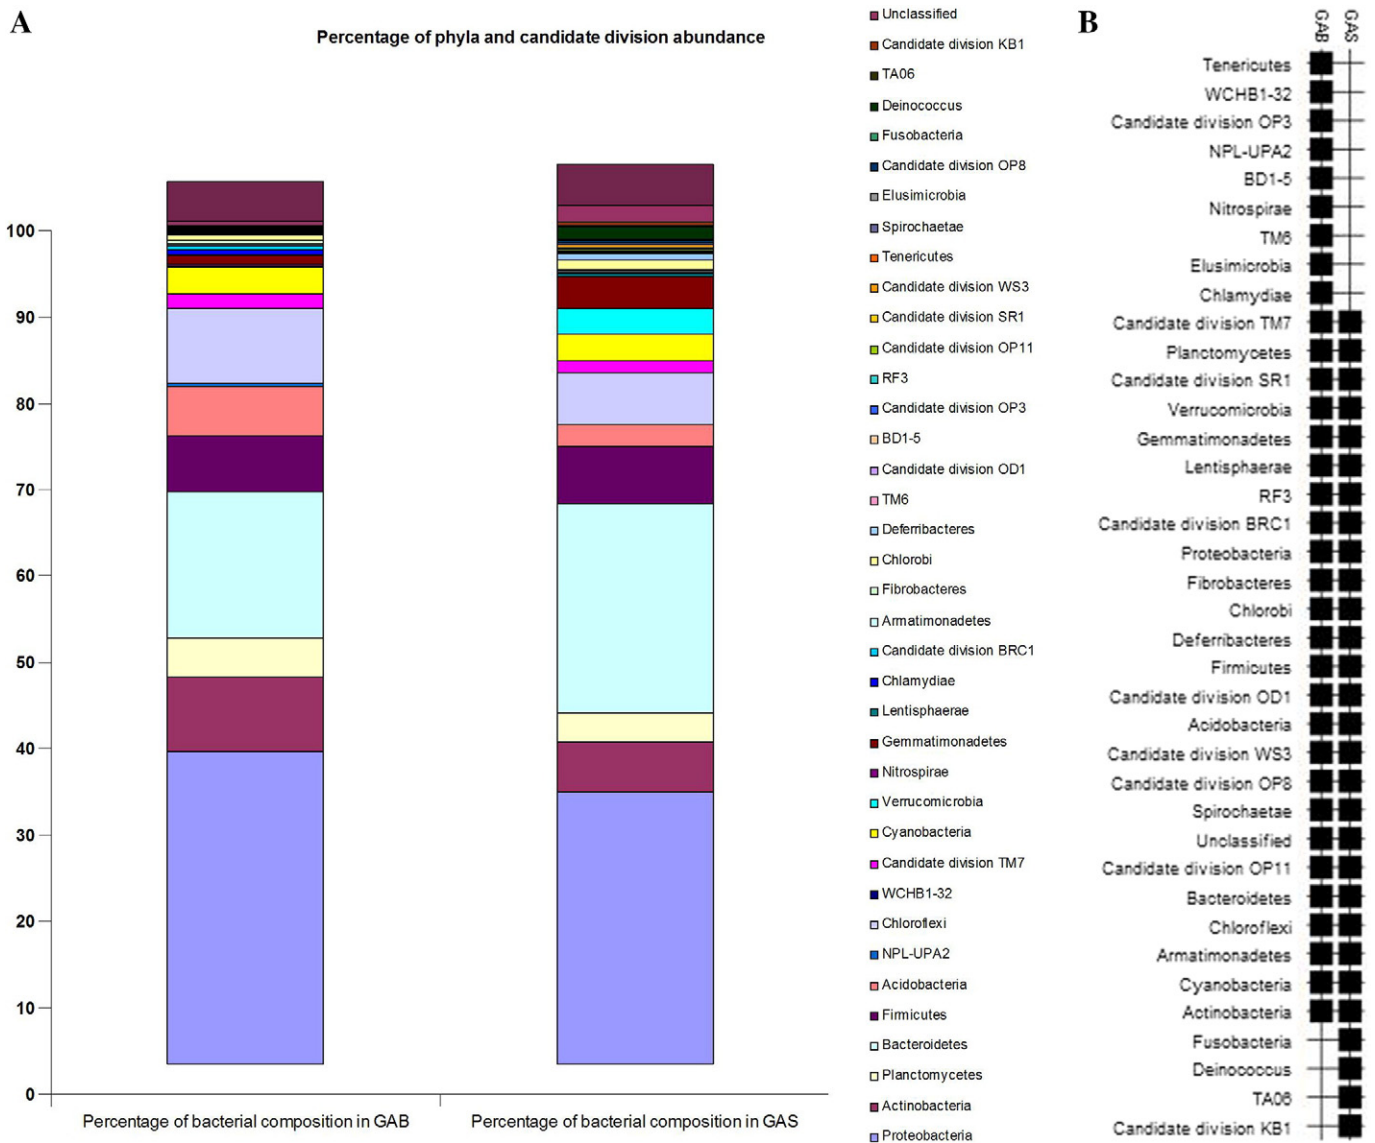 A
Percentage of phyla and candidate division abundance
100
90
80
70
60
50
40
30
20
10
0
Percentage of bacterial composition in GAB
Percentage of bacterial composition in GAS
Unclassified
Candidate division KB1
TA06
Deinococcus
Fusobacteria
Candidate division OP8
Elusimicrobia
Spirochaetae
Tenericutes
Candidate division WS3
Candidate division SR1
Candidate division OP11
RF3
Candidate division OP3
BD1-5
Candidate division OD1
TM6
Deferribacteres
Chlorobi
Fibrobacteres
Armatimonadetes
Candidate division BRC1
Chlamydiae
Lentisphaerae
Gemmatimonadetes
Nitrospirae
Verrucomicrobia
Cyanobacteria
Candidate division TM7
WCHB1-32
Chloroflexi
NPL-UPA2
Acidobacteria
Firmicutes
Bacteroidetes
Planctomycetes
Actinobacteria
Proteobacteria
B
GAB
GAS
Tenericutes
WCHB1-32
Candidate division OP3
NPL-UPA2
BD1-5
Nitrospirae
TM6
Elusimicrobia
Chlamydiae
Candidate division TM7
Planctomycetes
Candidate division SR1
Verrucomicrobia
Gemmatimonadetes
Lentisphaerae
RF3
Candidate division BRC1
Proteobacteria
Fibrobacteres
Chlorobi
Deferribacteres
Firmicutes
Candidate division OD1
Acidobacteria
Candidate division WS3
Candidate division OP8
Spirochaetae
Unclassified
Candidate division OP11
Bacteroidetes
Chloroflexi
Armatimonadetes
Cyanobacteria
Actinobacteria
Fusobacteria
Deinococcus
TA06
Candidate division KB1